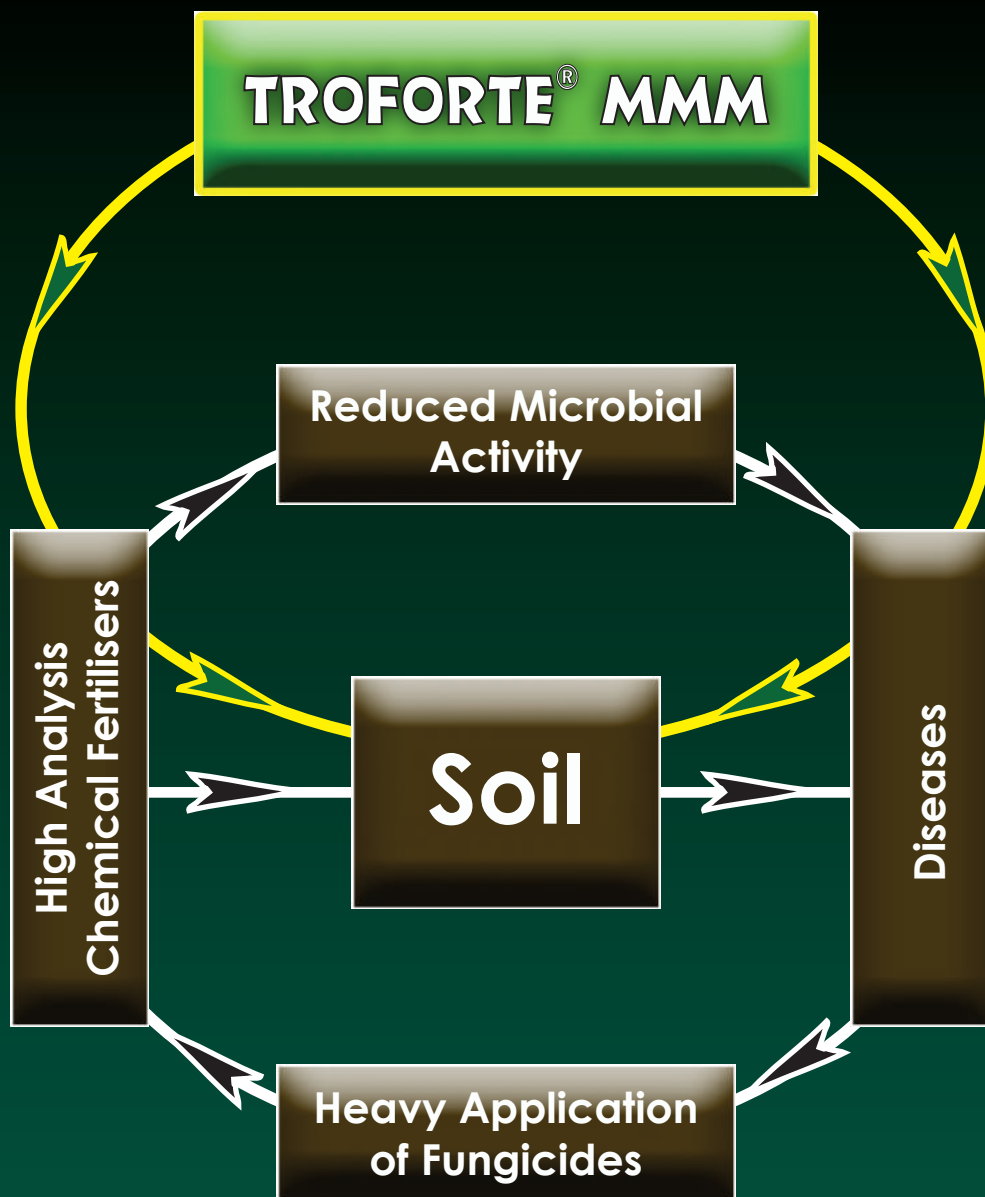 TROFORTE® MMM
Reduced Microbial
Activity
High Analysis
Chemical Fertilisers
Soil
Diseases
Heavy Application
of Fungicides